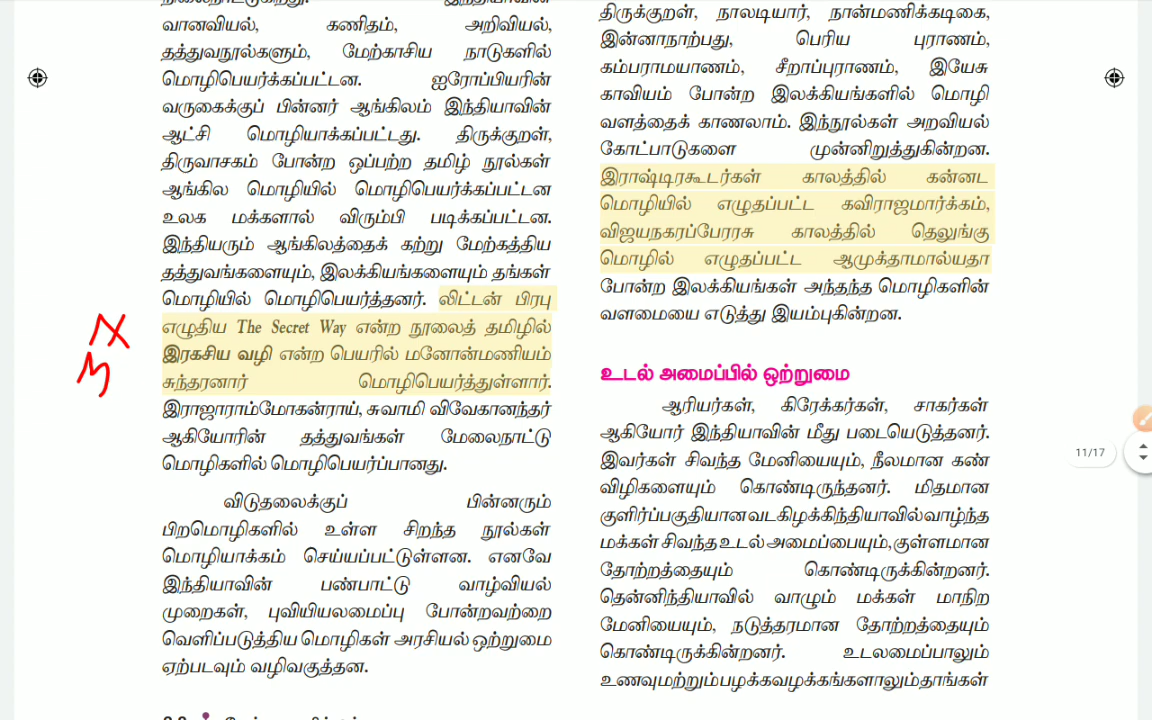 வானவியல், கணிதம், அறிவியல்,
தத்துவநூல்களும், மேற்காசிய நாடுகளில்
மொழிபெயர்க்கப்பட்டன. ஐரோப்பியரின்
வருகைக்குப் பின்னர் ஆங்கிலம் இந்தியாவின்
ஆட்சி மொழியாக்கப்பட்டது. திருக்குறள்,
திருவாசகம் போன்ற ஒப்பற்ற தமிழ் நூல்கள்
ஆங்கில மொழியில் மொழிபெயர்க்கப்பட்டன
உலக மக்களால் விரும்பி படிக்கப்பட்டன.
இந்தியரும் ஆங்கிலத்தைக் கற்று மேற்கத்திய
தத்துவங்களையும், இலக்கியங்களையும் தங்கள்
மொழியில் மொழிபெயர்த்தனர். லிட்டன் பிரபு
எழுதிய The Secret Way என்ற நூலைத் தமிழில்
இரகசிய வழி என்ற பெயரில் மனோன்மணியம்
சுந்தரனார் மொழிபெயர்த்துள்ளார்.
இராஜாராம்மோகன்ராய், சுவாமி விவேகானந்தர்
ஆகியோரின் தத்துவங்கள் மேலைநாட்டு
மொழிகளில் மொழிபெயர்ப்பானது.
விடுதலைக்குப் பின்னரும்
பிறமொழிகளில் உள்ள சிறந்த நூல்கள்
மொழியாக்கம் செய்யப்பட்டுள்ளன. எனவே
இந்தியாவின் பண்பாட்டு வாழ்வியல்
முறைகள், புவியியலமைப்பு போன்றவற்றை
வெளிப்படுத்திய மொழிகள் அரசியல் ஒற்றுமை
ஏற்படவும் வழிவகுத்தன.
திருக்குறள், நாலடியார், நான்மணிக்கடிகை,
இன்னாநாற்பது, பெரிய புராணம்,
கம்பராமயாணம், சீறாப்புராணம், இயேசு
காவியம் போன்ற இலக்கியங்களில் மொழி
வளத்தைக் காணலாம். இந்நூல்கள் அறவியல்
கோட்பாடுகளை முன்னிறுத்துகின்றன.
இராஷ்டிரகூடர்கள் காலத்தில் கன்னட
மொழியில் எழுதப்பட்ட கவிராஜமார்க்கம்,
விஜயநகரப்பேரரசு காலத்தில் தெலுங்கு
மொழில் எழுதப்பட்ட ஆமுக்தாமால்யதா
போன்ற இலக்கியங்கள் அந்தந்த மொழிகளின்
வளமையை எடுத்து இயம்புகின்றன.
உடல் அமைப்பில் ஒற்றுமை
ஆரியர்கள், கிரேக்கர்கள், சாகர்கள்
ஆகியோர் இந்தியாவின் மீது படையெடுத்தனர்.
இவர்கள் சிவந்த மேனியையும், நீலமான கண்
விழிகளையும் கொண்டிருந்தனர். மிதமான
குளிர்ப்பகுதியான வடகிழக்கிந்தியாவில் வாழ்ந்த
மக்கள் சிவந்த உடல் அமைப்பையும், குள்ளமான
தோற்றத்தையும் கொண்டிருக்கின்றனர்.
தென்னிந்தியாவில் வாழும் மக்கள் மாநிற
மேனியையும், நடுத்தரமான தோற்றத்தையும்
கொண்டிருக்கின்றனர். உடலமைப்பாலும்
உணவுமற்றும்பழக்கவழக்கங்களாலும்தாங்கள்
11/17